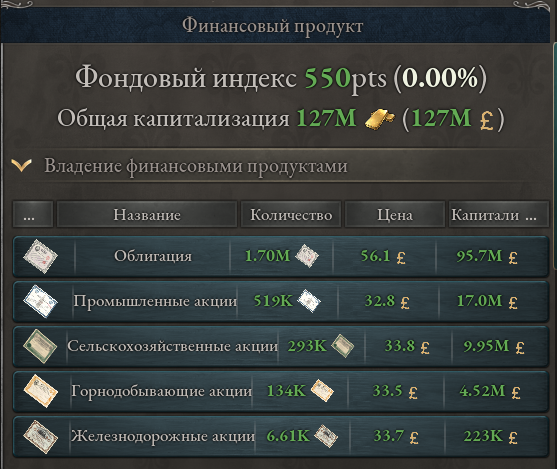 Финансовый продукт
Фондовый индекс 550pts (0.00%)
Общая капитализация 127M (127M £)
Владение финансовыми продуктами
... Название Количество Цена Капитали ...
Облигация 1.70M 56.1 £ 95.7M £
Промышленные акции 519K 32.8 £ 17.0M £
Сельскохозяйственные акции 293K 33.8 £ 9.95M £
Горнодобывающие акции 134K 33.5 £ 4.52M £
Железнодорожные акции 6.61K 33.7 £ 223K £